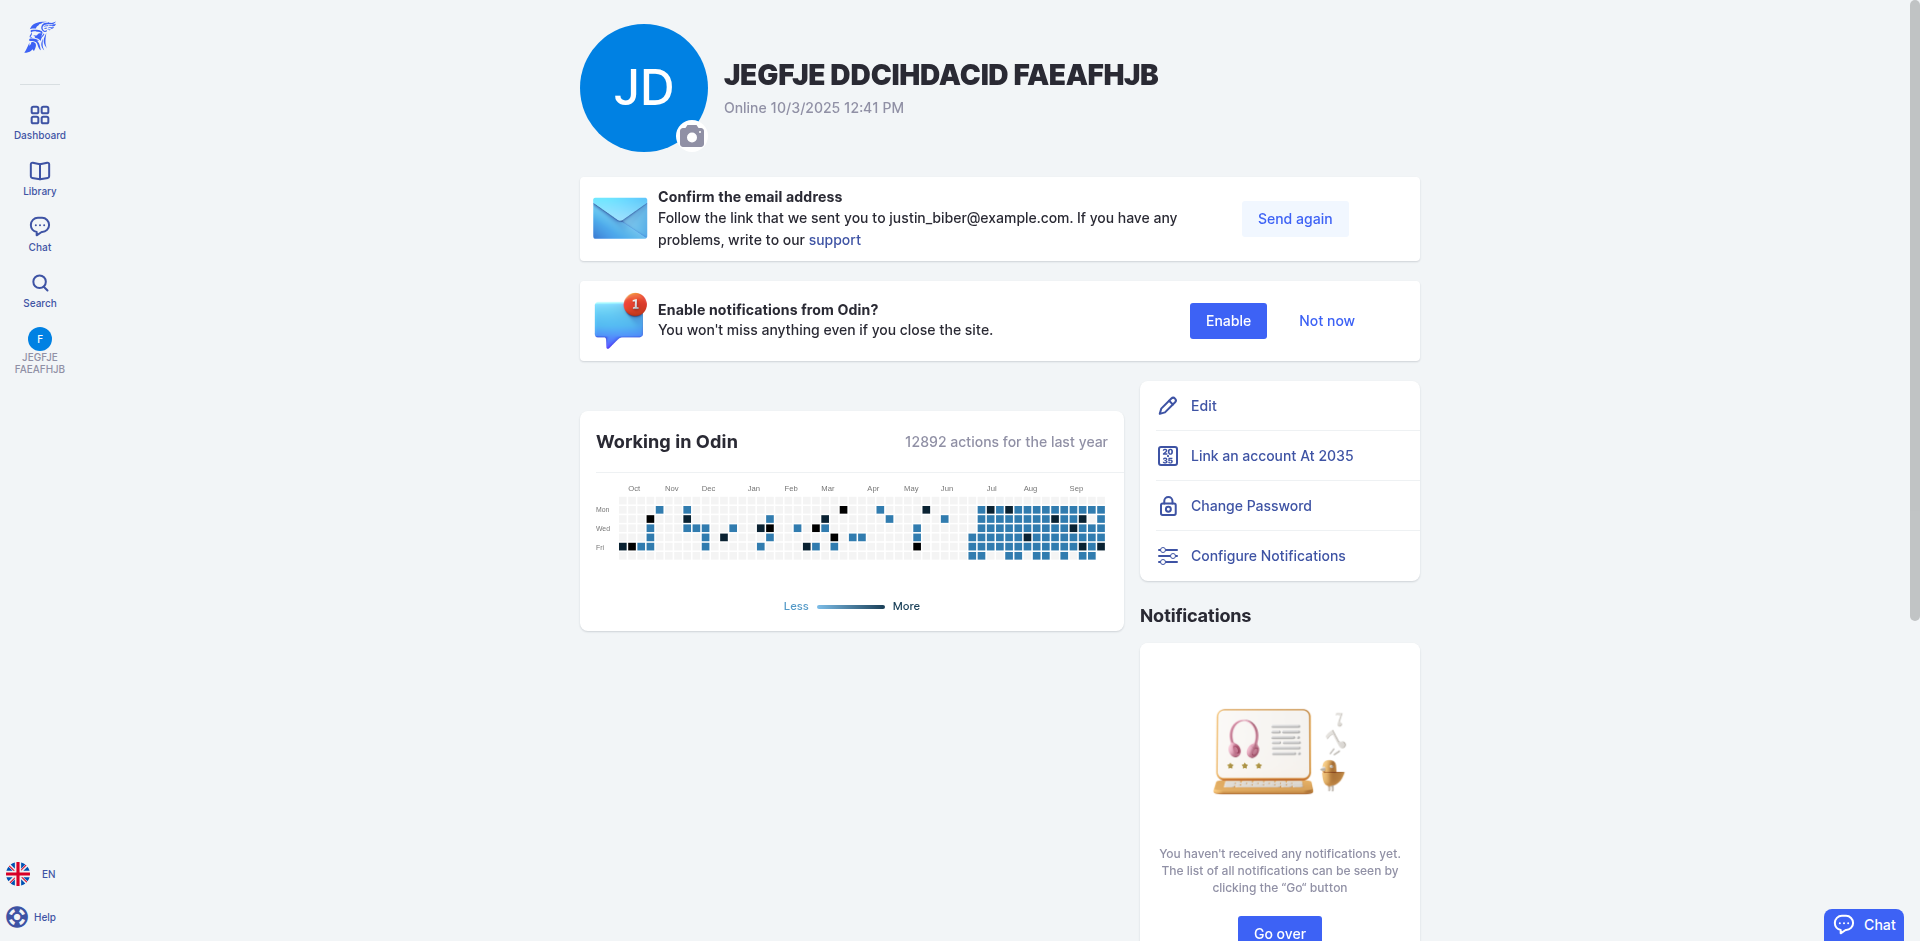 Dashboard
Library
Chat
Search
F
JEGFJE
FAEAFHJB
EN
Help
JD
JEGFJE DDCIHDACID FAEAFHJB
Online 10/3/2025 12:41 PM
Confirm the email address
Follow the link that we sent you to justin_biber@example.com. If you have any
problems, write to our support
Send again
1
Enable notifications from Odin?
You won't miss anything even if you close the site.
Enable
Not now
Working in Odin
12892 actions for the last year
Oct Nov Dec Jan Feb Mar Apr May Jun Jul Aug Sep
Mon
Wed
Fri
Less
More
Edit
20
35
Link an account At 2035
Change Password
Configure Notifications
Notifications
You haven't received any notifications yet.
The list of all notifications can be seen by
clicking the "Go" button
Go over
Chat